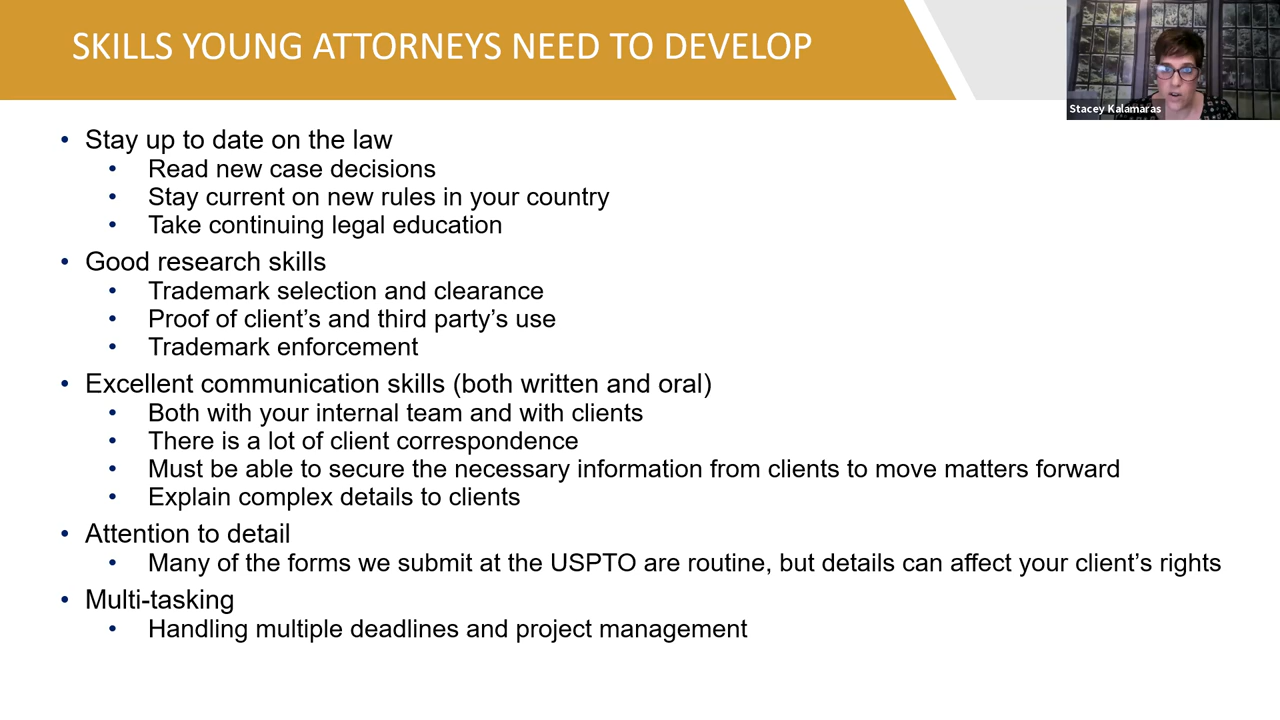 SKILLS YOUNG ATTORNEYS NEED TO DEVELOP
Stacey Kalamaras
• Stay up to date on the law
• Read new case decisions
• Stay current on new rules in your country
• Take continuing legal education
• Good research skills
• Trademark selection and clearance
• Proof of client’s and third party’s use
• Trademark enforcement
• Excellent communication skills (both written and oral)
• Both with your internal team and with clients
• There is a lot of client correspondence
• Must be able to secure the necessary information from clients to move matters forward
• Explain complex details to clients
• Attention to detail
• Many of the forms we submit at the USPTO are routine, but details can affect your client’s rights
• Multi-tasking
• Handling multiple deadlines and project management